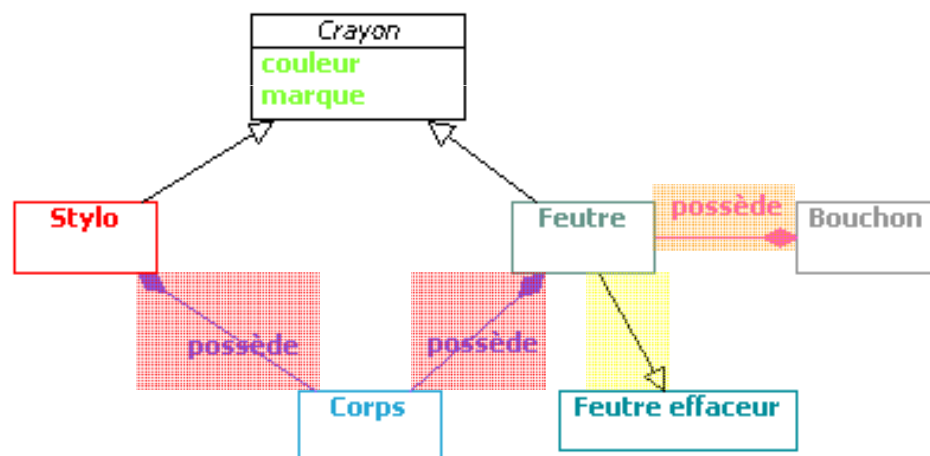 Crayon
couleur
marque
Stylo
Feutre
possède
Bouchon
possède
possède
Corps
Feutre effaceur